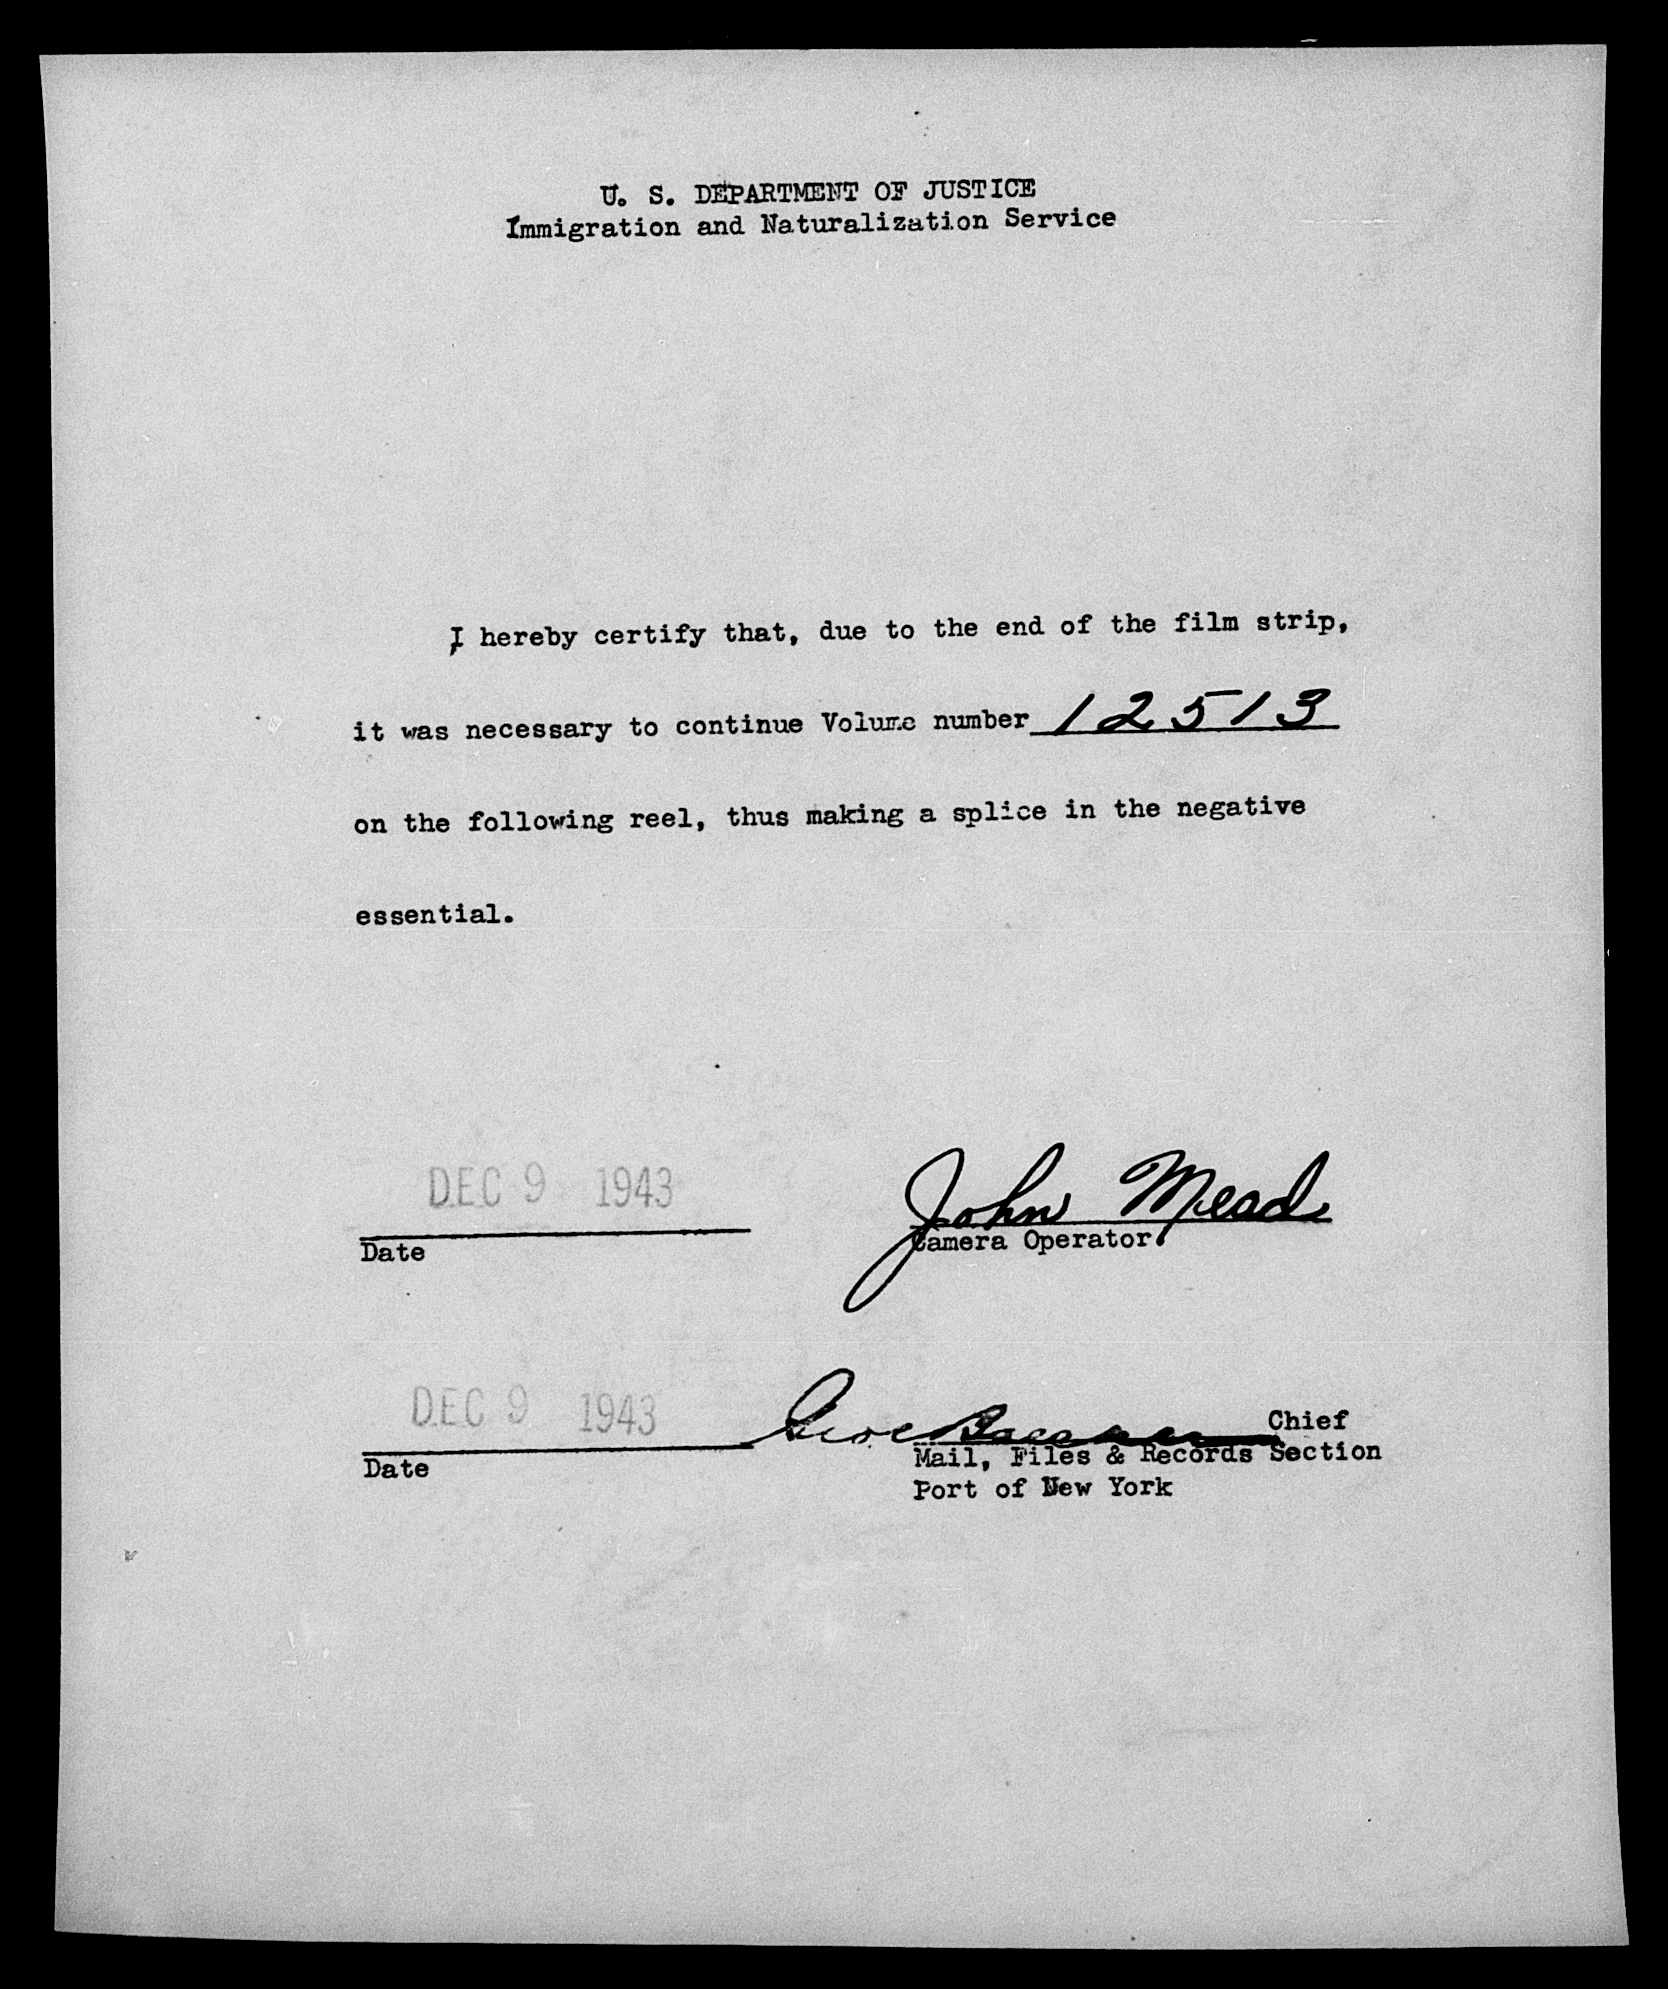 U. S. DEPARTMENT OF JUSTICE
Immigration and Naturalization Service
I hereby certify that, due to the end of the film strip,
it was necessary to continue Volume number 12513
on the following reel, thus making a splice in the negative
essential.
DEC 9 1943 John Mead
Date Camera Operator
DEC 9 1943 Chief
Date Mail, Files & Records Section
Port of New York